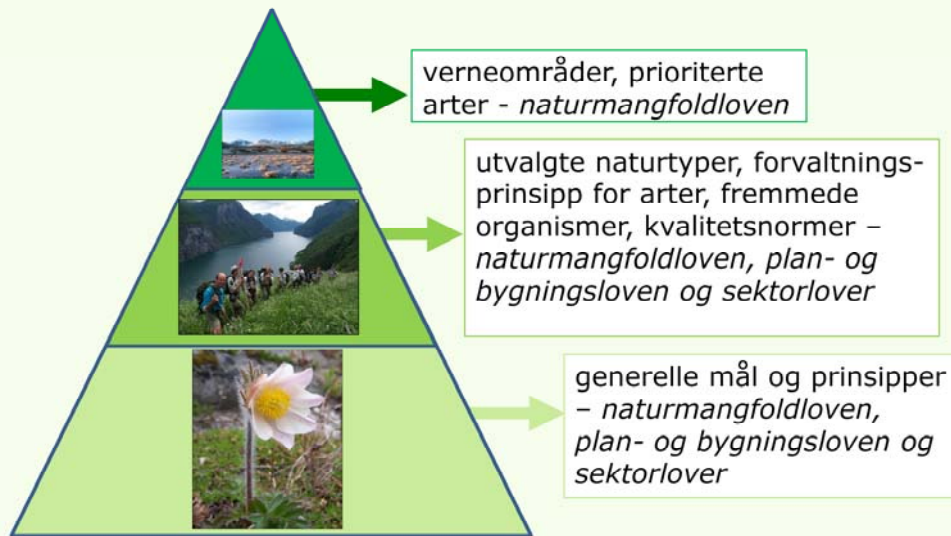 verneområder, prioriterte
arter - naturmangfoldloven
utvalgte naturtyper, forvaltnings-
prinsipp for arter, fremmede
organismer, kvalitetsnormer –
naturmangfoldloven, plan- og
bygningsloven og sektorlover
generelle mål og prinsipper
– naturmangfoldloven,
plan- og bygningsloven og
sektorlover